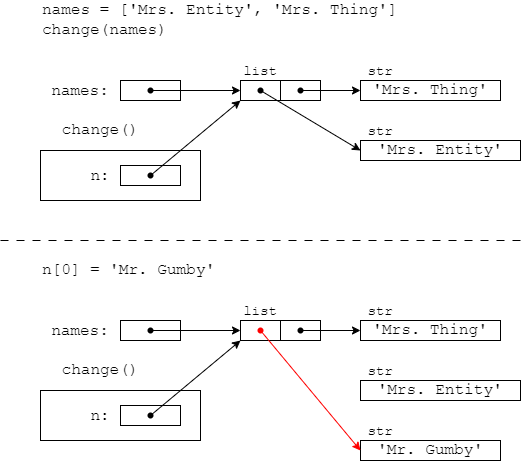 names = ['Mrs. Entity', 'Mrs. Thing']
change(names)
list str
names: 'Mrs. Thing'
change() str
'Mrs. Entity'
n:
n[0] = 'Mr. Gumby'
list str
names: 'Mrs. Thing'
change() str
'Mrs. Entity'
n:
str
'Mr. Gumby'